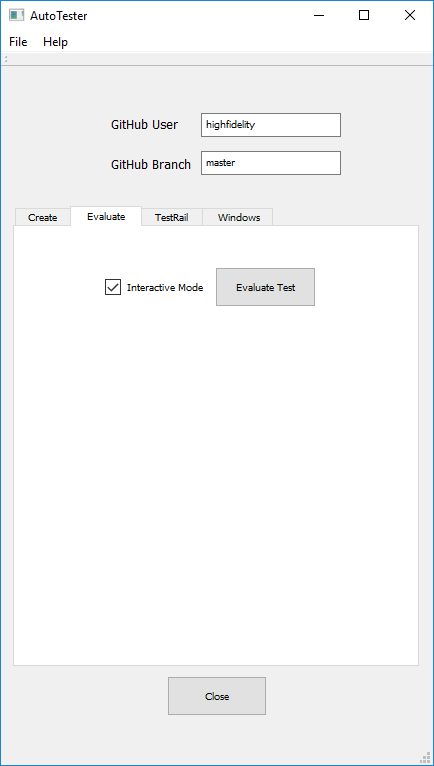 AutoTester
File Help
GitHub User highfidelity
GitHub Branch master
Create Evaluate TestRail Windows
Interactive Mode Evaluate Test
Close